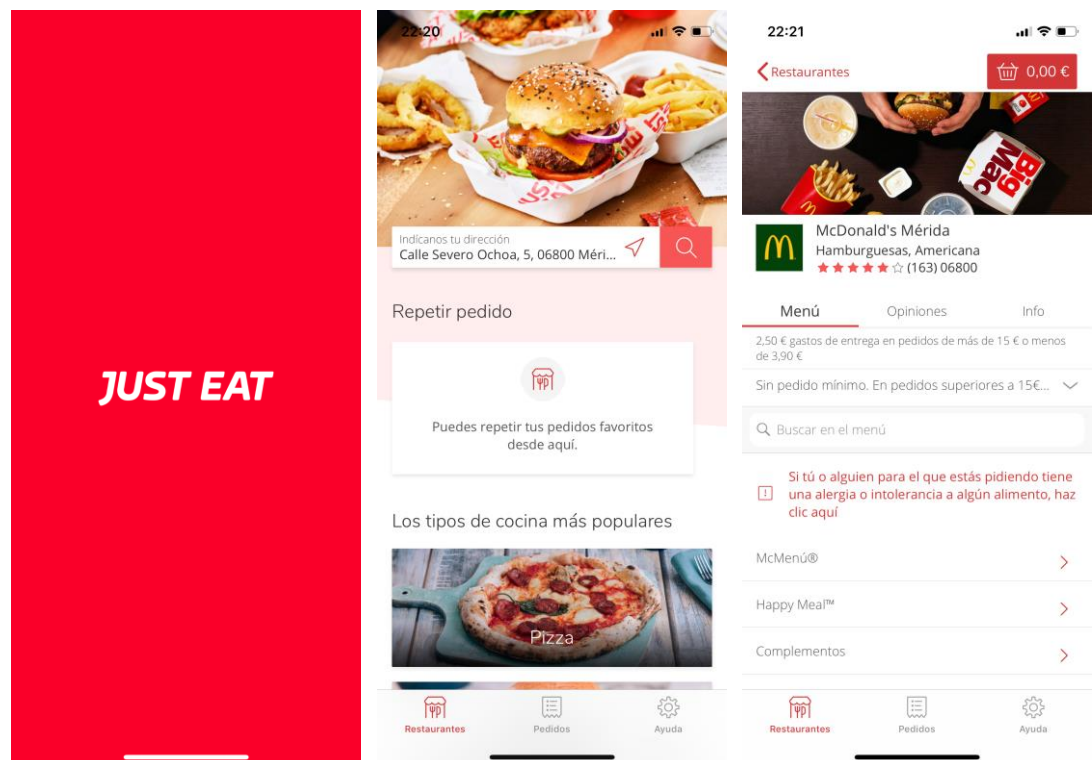 JUST EAT
22:20
Indícanos tu dirección
Calle Severo Ochoa, 5, 06800 Méri...
Repetir pedido
Puedes repetir tus pedidos favoritos
desde aquí.
Los tipos de cocina más populares
Pizza
Restaurantes
Pedidos
Ayuda
22:21
Restaurantes
0,00 €
Big
Mac
McDonald's Mérida
Hamburguesas, Americana
(163) 06800
Menú
Opiniones
Info
2,50 € gastos de entrega en pedidos de más de 15 € o menos
de 3,90 €
Sin pedido mínimo. En pedidos superiores a 15€...
Buscar en el menú
Si tú o alguien para el que estás pidiendo tiene
una alergia o intolerancia a algún alimento, haz
clic aquí
McMenú®
Happy Meal™
Complementos
Restaurantes
Pedidos
Ayuda